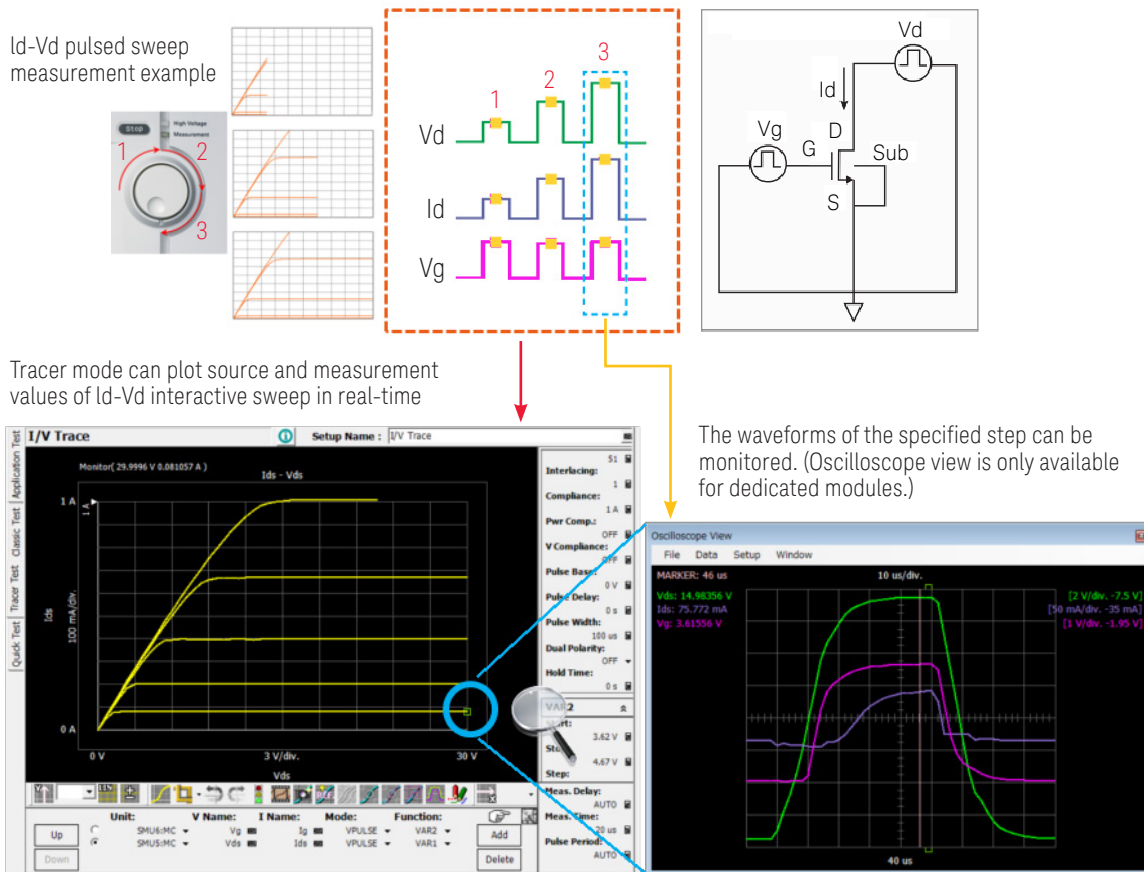 ld-Vd pulsed sweep
measurement example
Stop
High Voltage
Measurement
1
2
3
1
2
3
Vd
Id
Vg
Vd
Id
Vg
D
G
Sub
S
Tracer mode can plot source and measurement
values of ld-Vd interactive sweep in real-time
The waveforms of the specified step can be
monitored. (Oscilloscope view is only available
for dedicated modules.)
I/V Trace
Setup Name :
I/V Trace
Quick Test
Tracer Test
Classic Test
Application Test
Monitor( 29.9996 V 0.081057 A )
Ids - Vds
1 A
1 A
Ids
100 mA/div.
0 A
0 V
3 V/div.
30 V
Vds
51
Interlacing:
1
Compliance:
1 A
Pwr Comp.:
OFF
V Compliance:
OFF
Pulse Base:
0 V
Pulse Delay:
0 s
Pulse Width:
100 us
Dual Polarity:
OFF
Hold Time:
0 s
VAR2
3.62 V
4.67 V
Step:
Meas. Delay:
AUTO
Meas. Time:
20 us
Pulse Period:
AUTO
Unit:
V Name:
I Name:
Mode:
Function:
Up
SMU6:MC
Vg
Ig
VPULSE
VAR2
Add
Down
SMU5:MC
Vds
Ids
VPULSE
VAR1
Delete
Oscilloscope View
File Data Setup Window
MARKER: 46 us
10 us/div.
Vds: 14.98356 V
[2 V/div. -7.5 V]
Ids: 75.772 mA
[50 mA/div. -35 mA]
Vg: 3.61556 V
[1 V/div. -1.95 V]
40 us